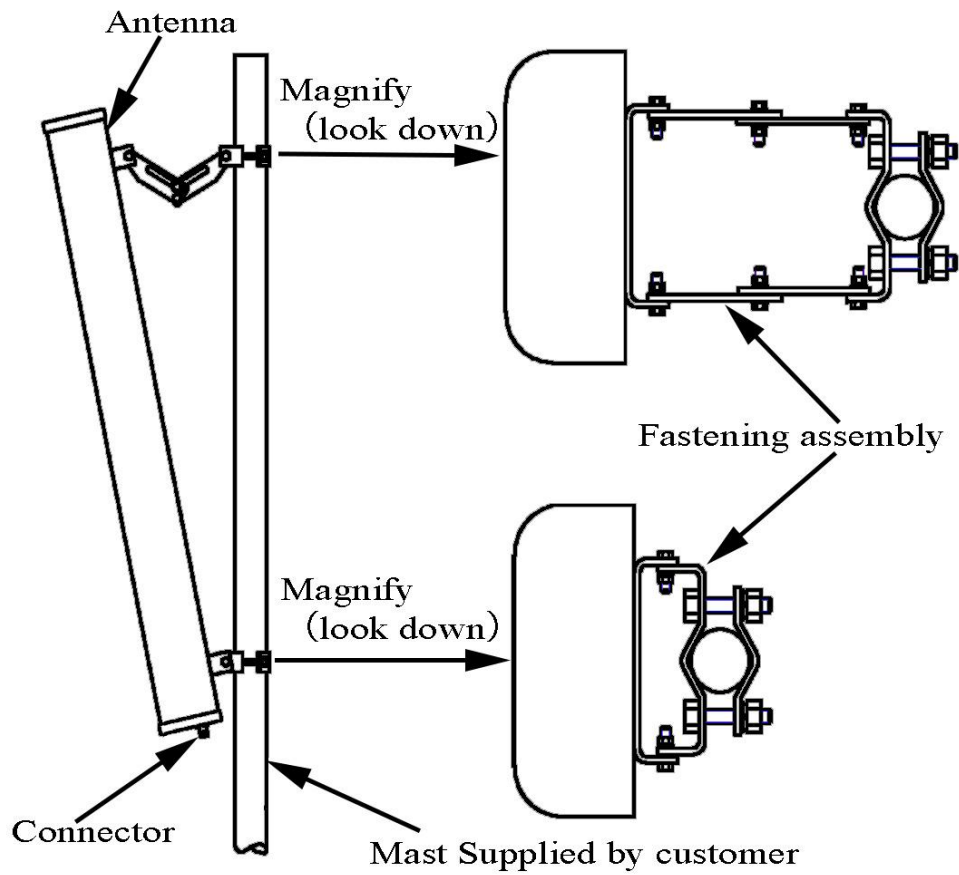 Antenna
Magnify
（look down）
Fastening assembly
Magnify
（look down）
Connector
Mast Supplied by customer